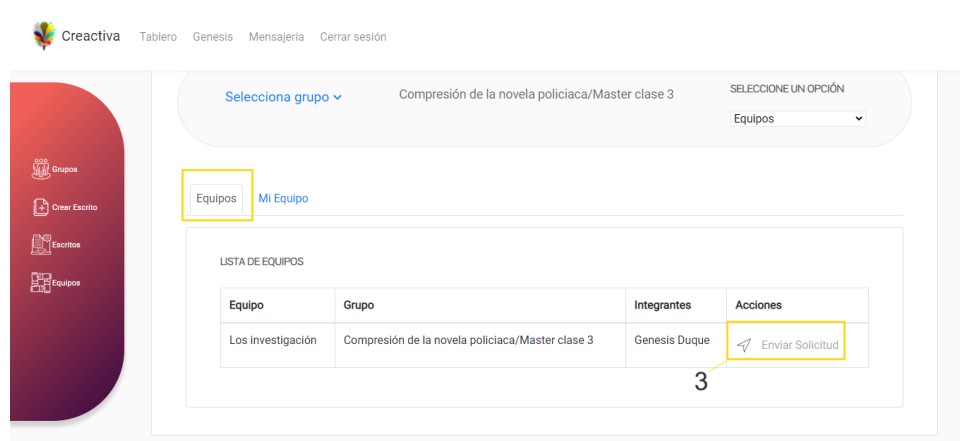 Creactiva Tablero Genesis Mensajeria Cerrar sesión
Selecciona grupo
Compresión de la novela policiaca/Master clase 3
SELECCIONE UN OPCIÓN
Equipos
Grupos
Crear Escrito
Escritos
Equipos
Equipos Mi Equipo
LISTA DE EQUIPOS
Equipo Grupo Integrantes Acciones
Los investigación Compresión de la novela policiaca/Master clase 3 Genesis Duque Enviar Solicitud
3